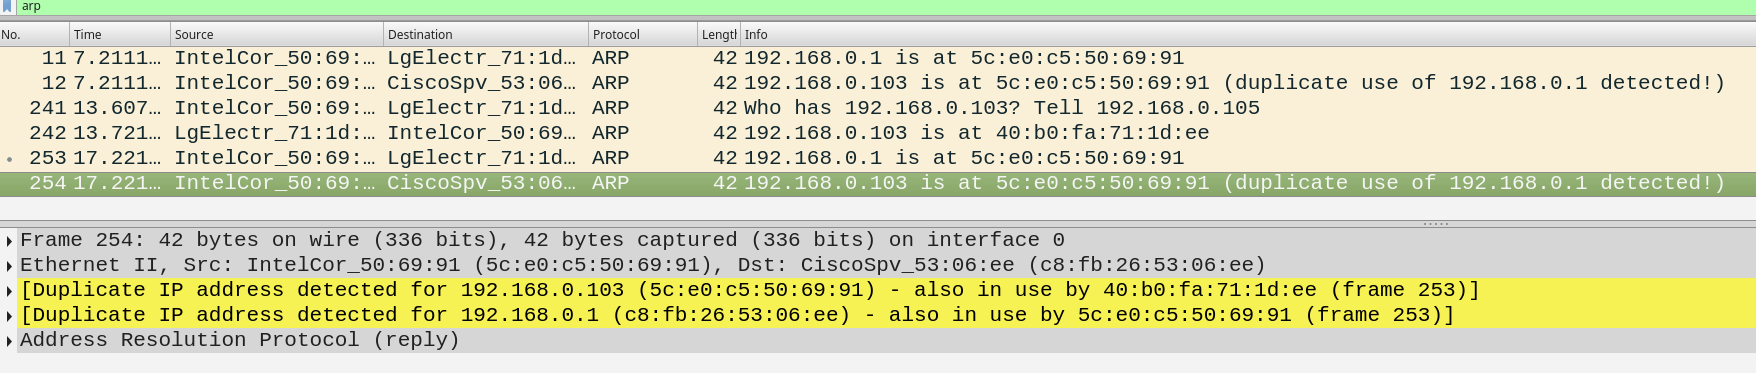 arp
No. Time Source Destination Protocol Lengtl Info
11 7.2111… IntelCor_50:69:… LgElectr_71:1d… ARP 42 192.168.0.1 is at 5c:e0:c5:50:69:91
12 7.2111… IntelCor_50:69:… CiscoSpv_53:06… ARP 42 192.168.0.103 is at 5c:e0:c5:50:69:91 (duplicate use of 192.168.0.1 detected!)
241 13.607… IntelCor_50:69:… LgElectr_71:1d… ARP 42 Who has 192.168.0.103? Tell 192.168.0.105
242 13.721… LgElectr_71:1d:… IntelCor_50:69… ARP 42 192.168.0.103 is at 40:b0:fa:71:1d:ee
253 17.221… IntelCor_50:69:… LgElectr_71:1d… ARP 42 192.168.0.1 is at 5c:e0:c5:50:69:91
254 17.221… IntelCor_50:69:… CiscoSpv_53:06… ARP 42 192.168.0.103 is at 5c:e0:c5:50:69:91 (duplicate use of 192.168.0.1 detected!)
Frame 254: 42 bytes on wire (336 bits), 42 bytes captured (336 bits) on interface 0
Ethernet II, Src: IntelCor_50:69:91 (5c:e0:c5:50:69:91), Dst: CiscoSpv_53:06:ee (c8:fb:26:53:06:ee)
[Duplicate IP address detected for 192.168.0.103 (5c:e0:c5:50:69:91) - also in use by 40:b0:fa:71:1d:ee (frame 253)]
[Duplicate IP address detected for 192.168.0.1 (c8:fb:26:53:06:ee) - also in use by 5c:e0:c5:50:69:91 (frame 253)]
Address Resolution Protocol (reply)